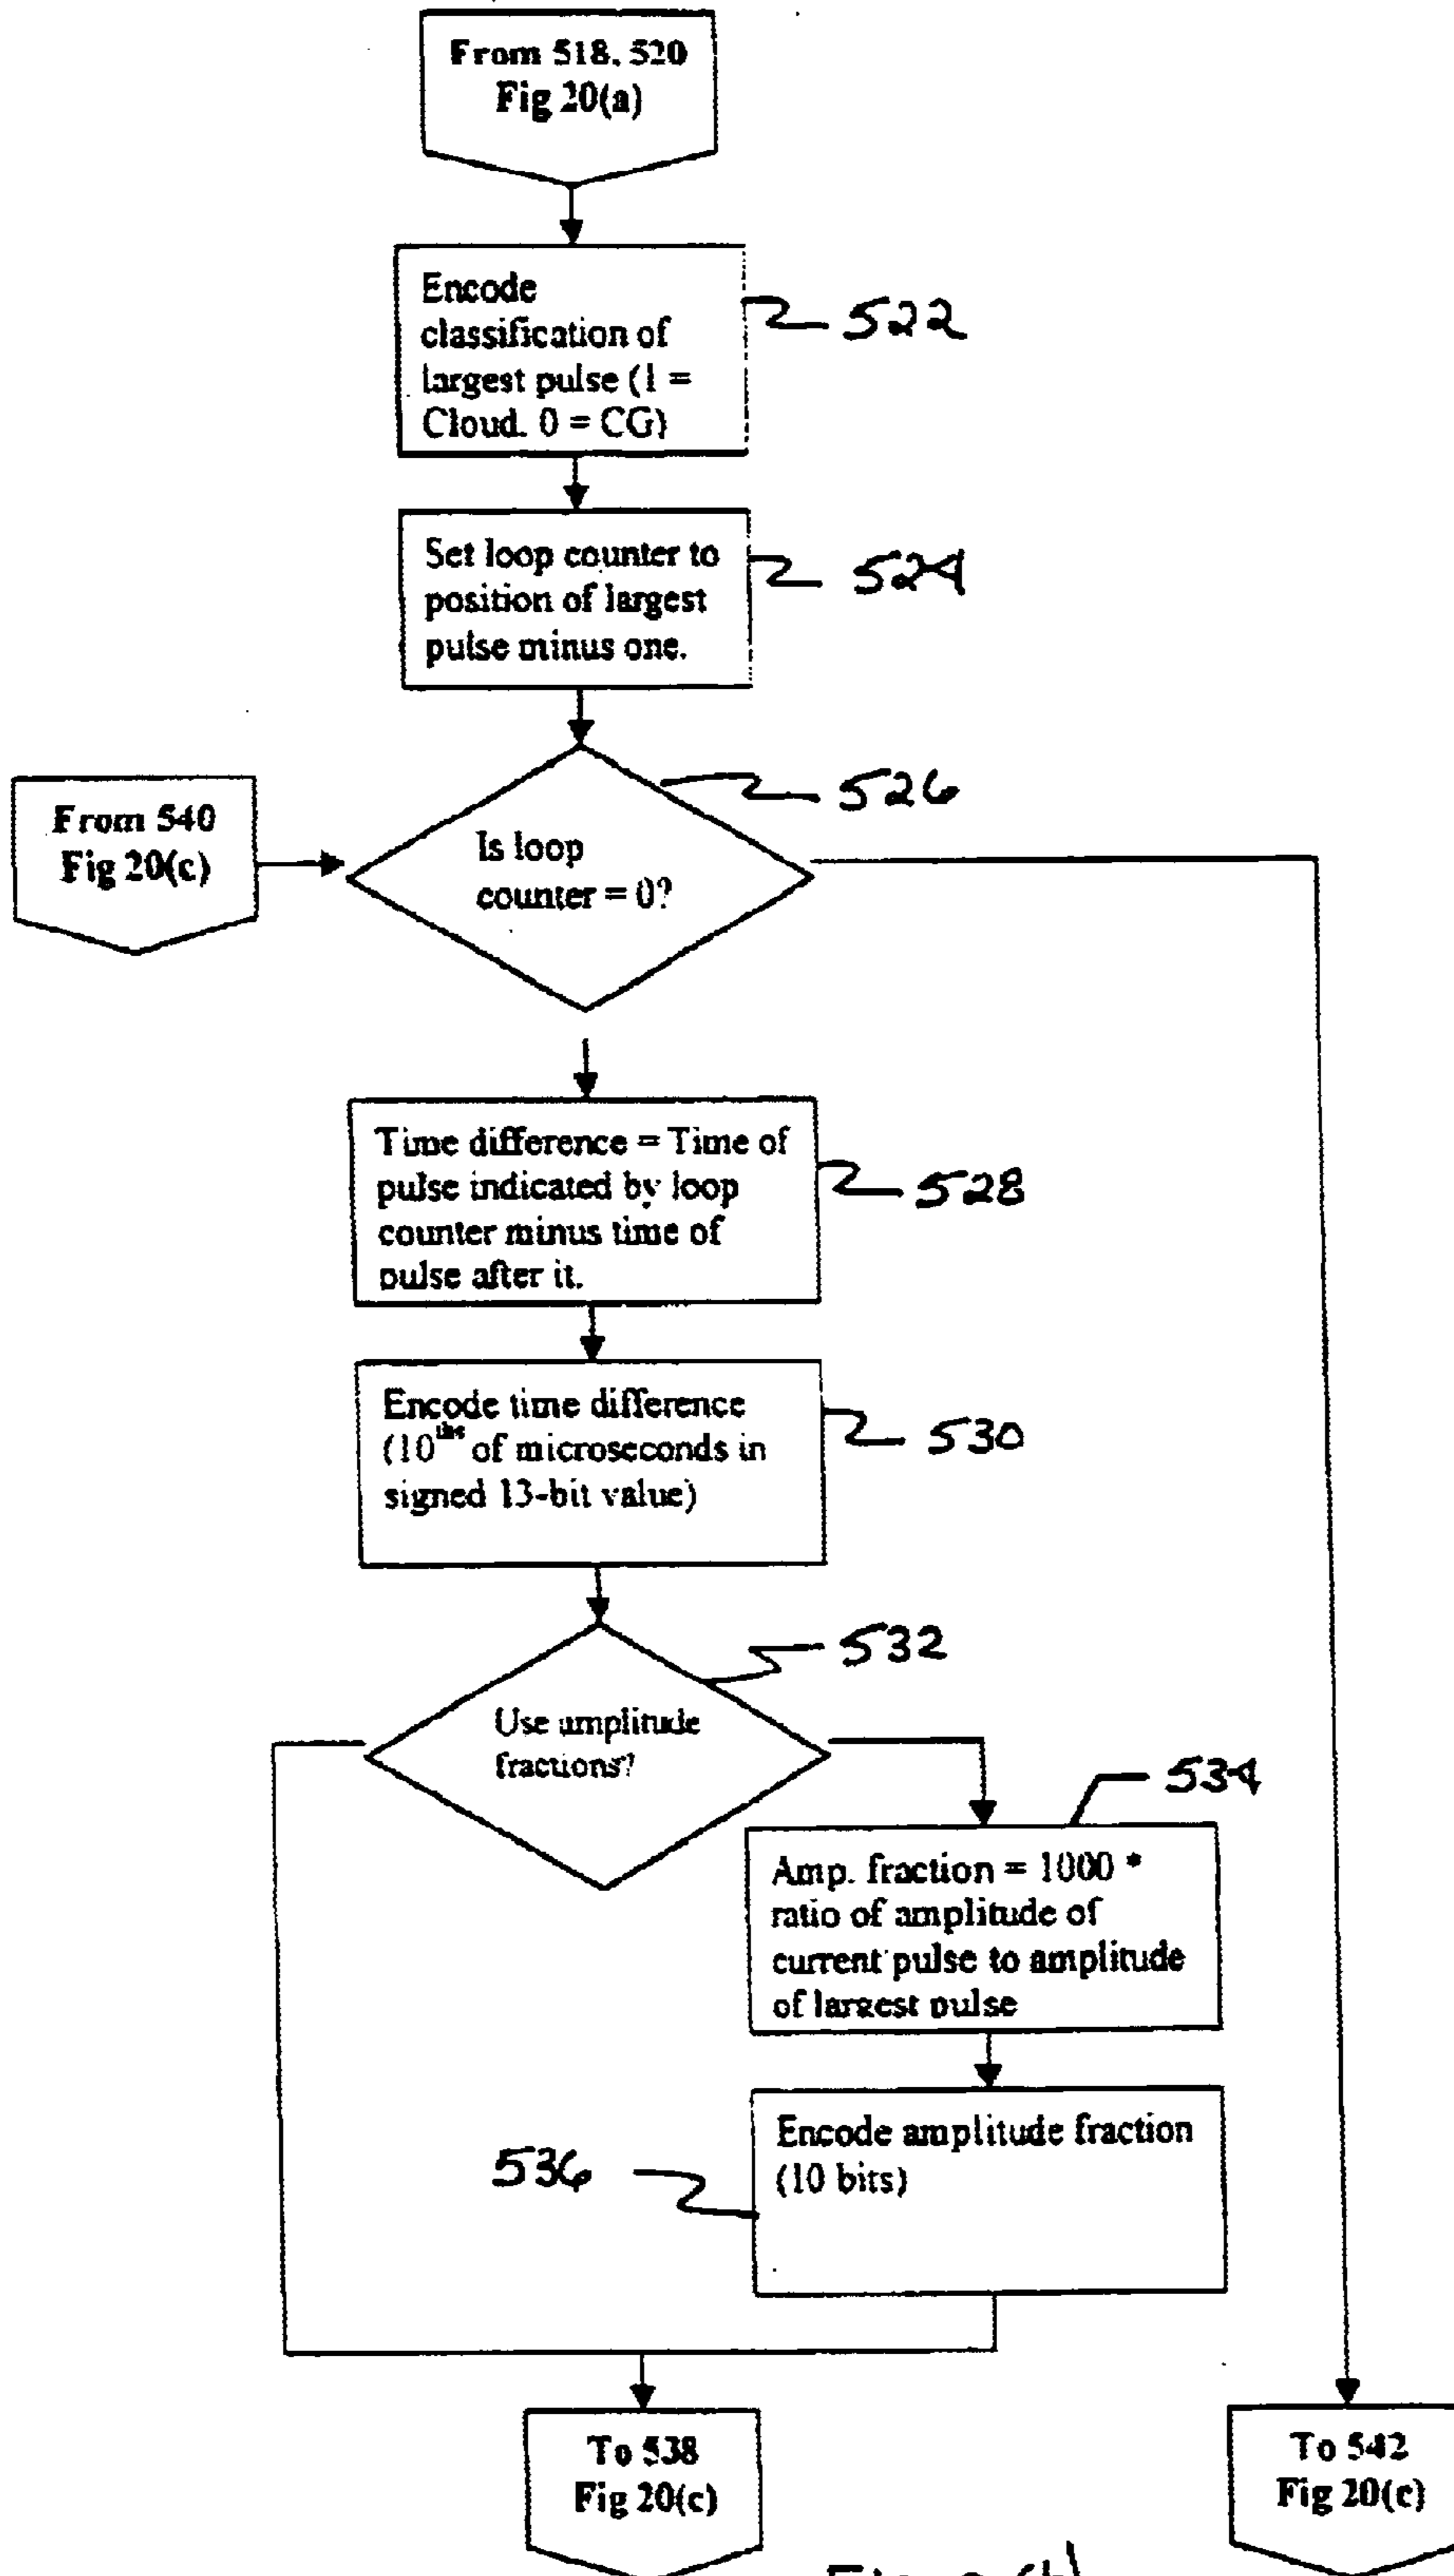 From 518, 520
Fig 20(a)
Encode
classification of
largest pulse (1 =
Cloud. 0 = CG)
522
Set loop counter to
position of largest
pulse minus one.
524
526
From 540
Fig 20(c)
Is loop
counter = 0?
Time difference = Time of
pulse indicated by loop
counter minus time of
pulse after it.
528
Encode time difference
(10ths of microseconds in
signed 13-bit value)
530
532
Use amplitude
fractions?
534
Amp. fraction = 1000 *
ratio of amplitude of
current pulse to amplitude
of largest pulse
Encode amplitude fraction
(10 bits)
536
To 538
Fig 20(c)
To 542
Fig 20(c)